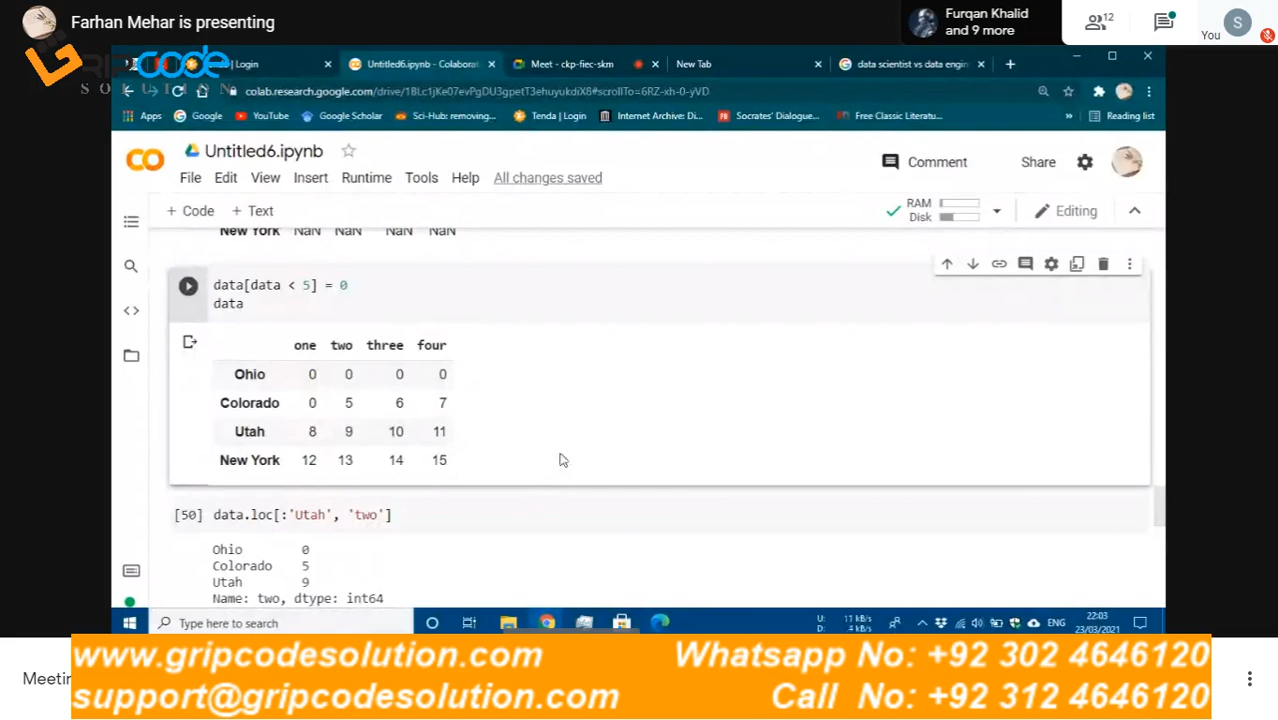 Farhan Mehar is presenting
Furqan Khalid
and 9 more
12
You
S
GRIPCode
Login
Untitled6.ipynb - Colaborat
Meet - ckp-fiec-skm
New Tab
data scientist vs data engin
colab.research.google.com/drive/1BLc1jKe07evPgDU3gpetT3ehuyukdiX8#scrollTo=6RZ-xh-0-yVD
Apps
Google
YouTube
Google Scholar
Sci-Hub: removing...
Tenda | Login
Internet Archive: Di...
Socrates' Dialogue...
Free Classic Literatu...
»
Reading list
CO
Untitled6.ipynb
Comment
Share
File Edit View Insert Runtime Tools Help All changes saved
+ Code + Text
RAM
Disk
Editing
New York NaN NaN NaN NaN
data[data < 5] = 0
data
one two three four
Ohio 0 0 0 0
Colorado 0 5 6 7
Utah 8 9 10 11
New York 12 13 14 15
[50] data.loc[:'Utah', 'two']
Ohio 0
Colorado 5
Utah 9
Name: two, dtype: int64
Type here to search
U:
D:
ENG
22:03
23/03/2021
www.gripcodesolution.com Whatsapp No: +92 302 4646120
Meetin
support@gripcodesolution.com Call No: +92 312 4646120